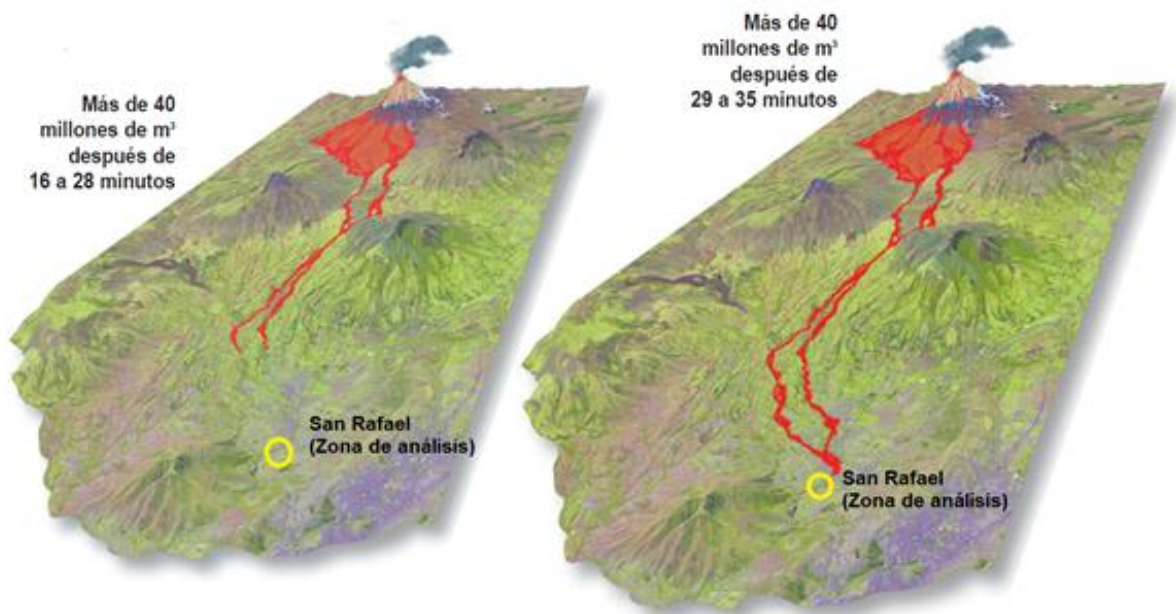 Más de 40
millones de m³
después de
16 a 28 minutos
San Rafael
(Zona de análisis)
Más de 40
millones de m³
después de
29 a 35 minutos
San Rafael
(Zona de análisis)